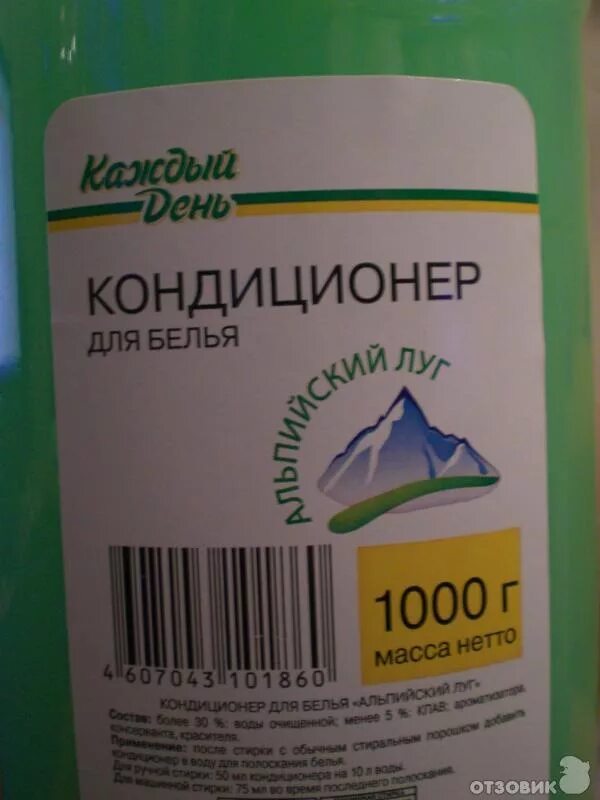 Каждый
День
КОНДИЦИОНЕР
ДЛЯ БЕЛЬЯ
АЛЬПИЙСКИЙ ЛУГ
1000 г
масса нетто
4 607043 101860
КОНДИЦИОНЕР ДЛЯ БЕЛЬЯ «АЛЬПИЙСКИЙ ЛУГ»
Состав: более 30 %: воды очищенной; менее 5 %: КПАВ; ароматизатора,
консерванта, красителя.
Применение: после стирки с обычным стиральным порошком добавить
кондиционер в воду для полоскания белья.
Для ручной стирки: 50 мл кондиционера на 10 л воды.
Для машинной стирки: 75 мл во время последнего полоскания.
ОТЗОВИК